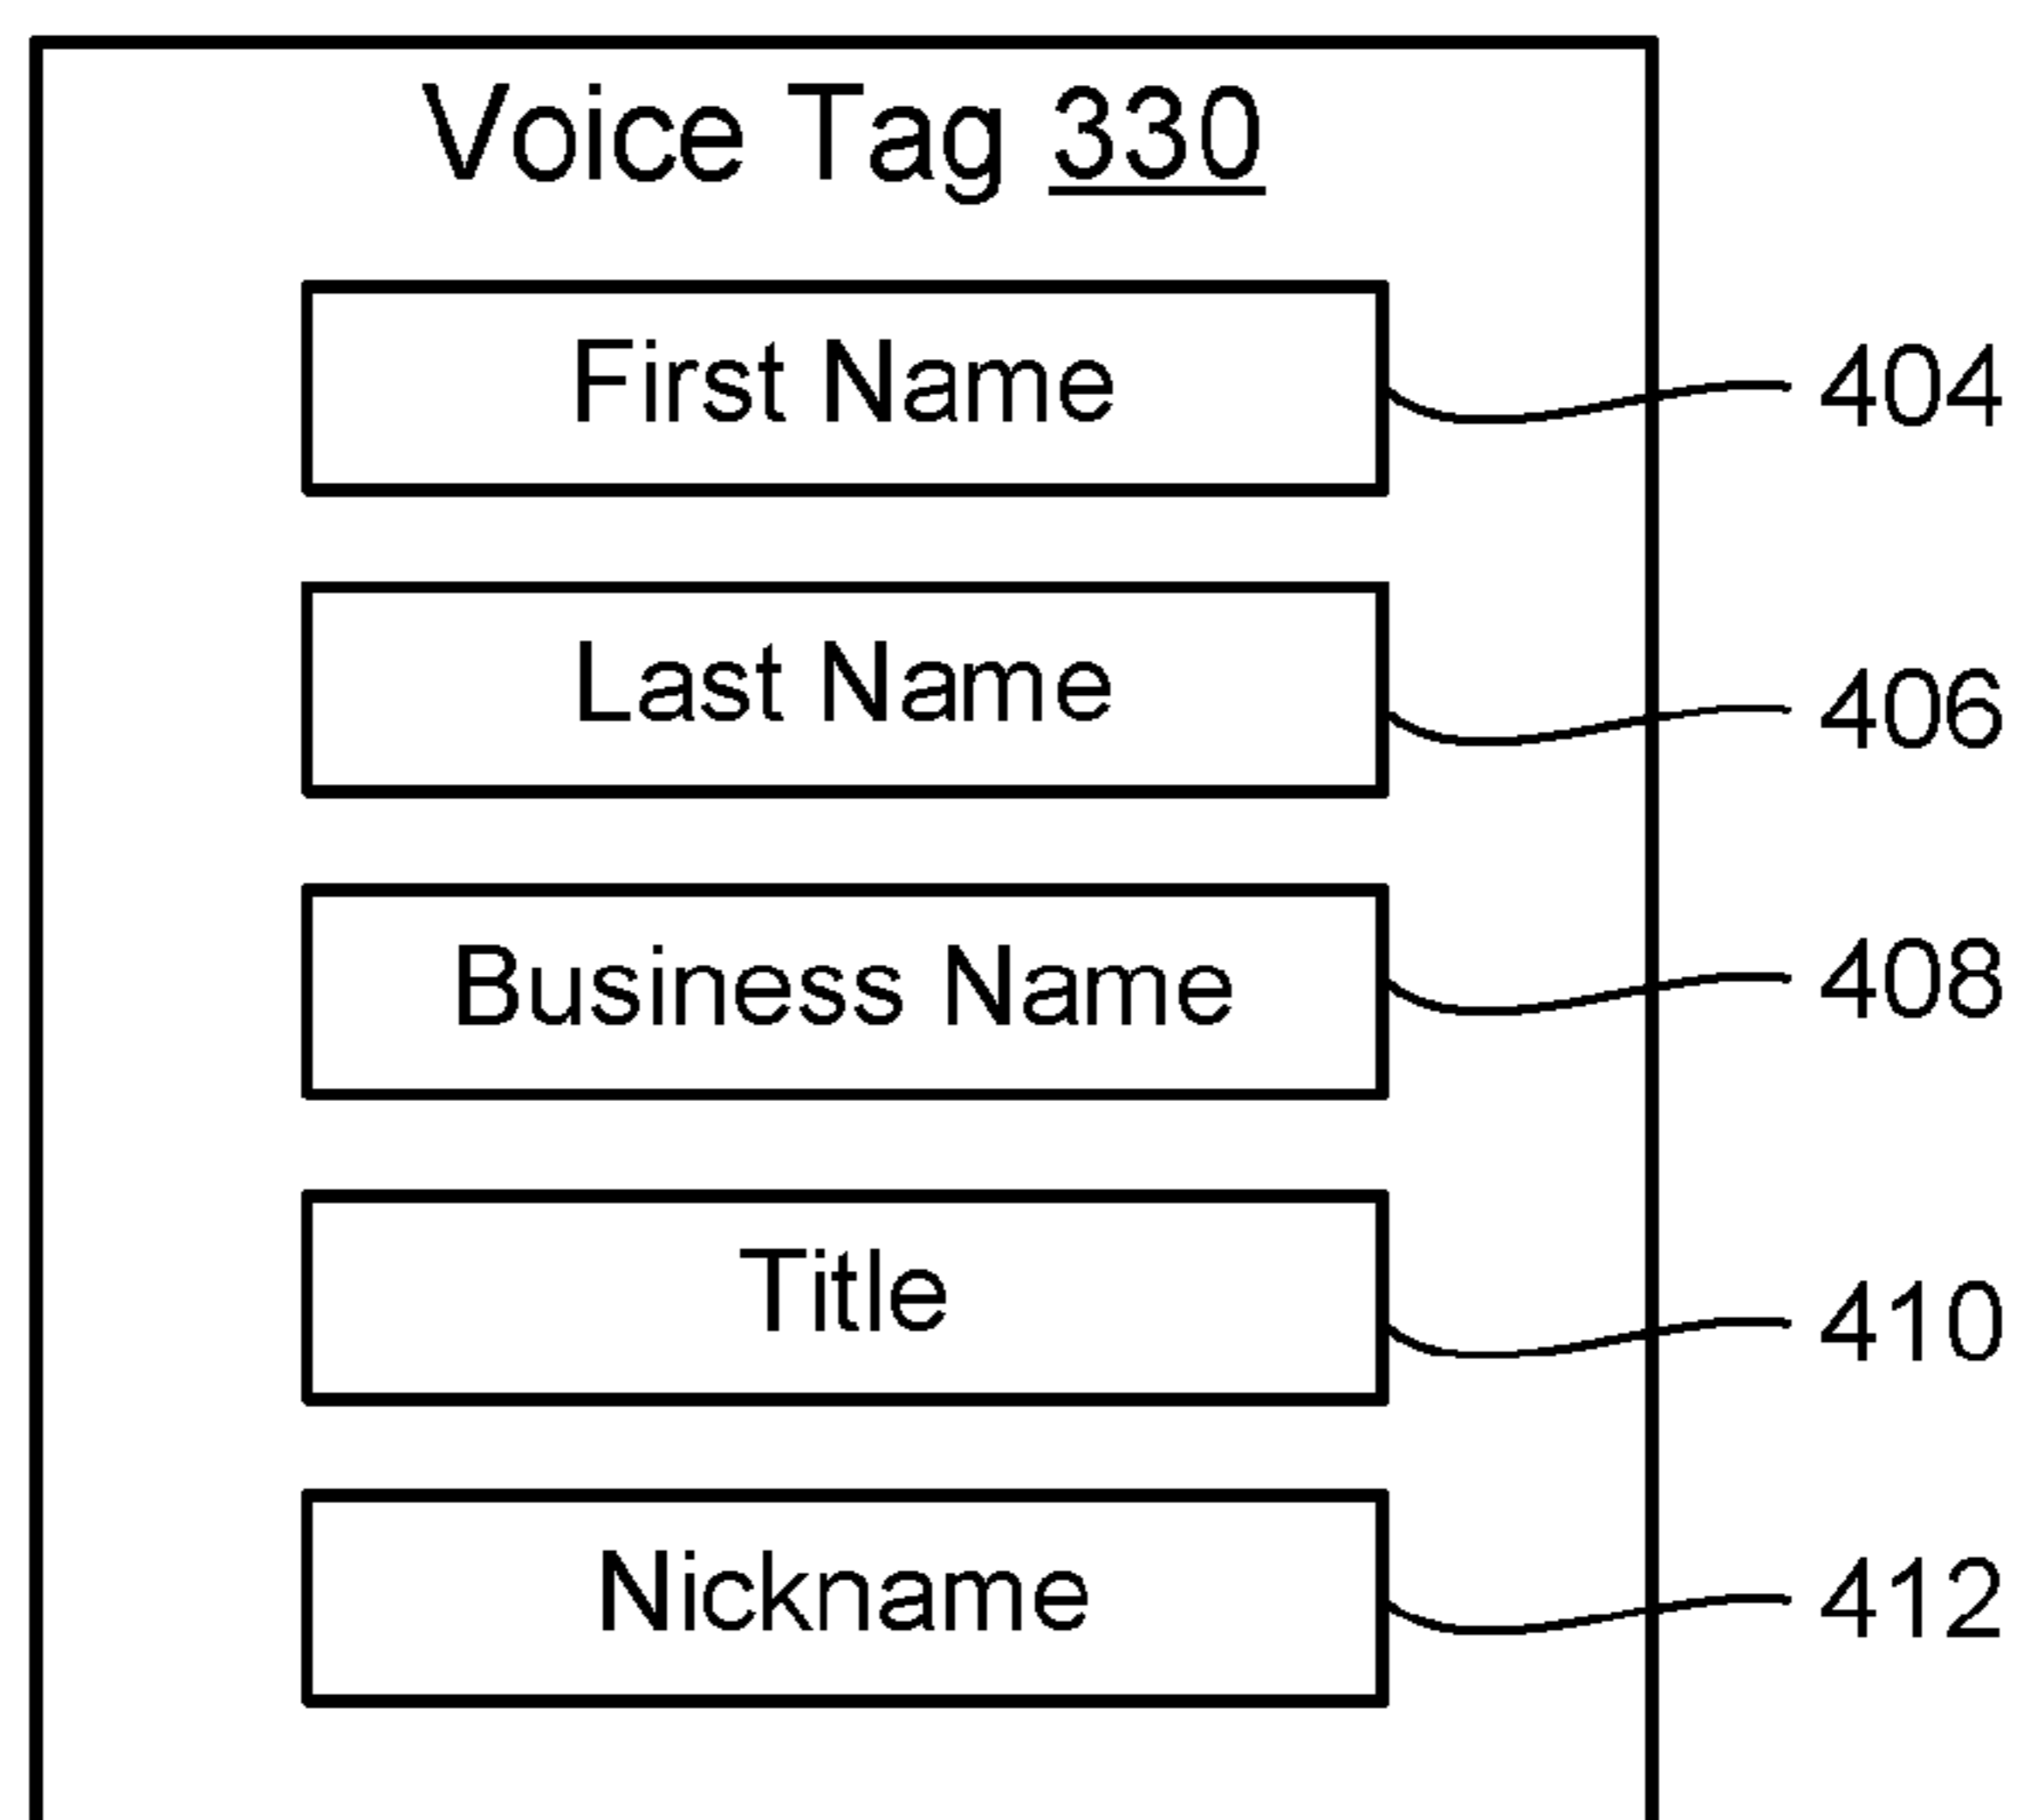 Voice Tag 330
First Name 404
Last Name 406
Business Name 408
Title 410
Nickname 412